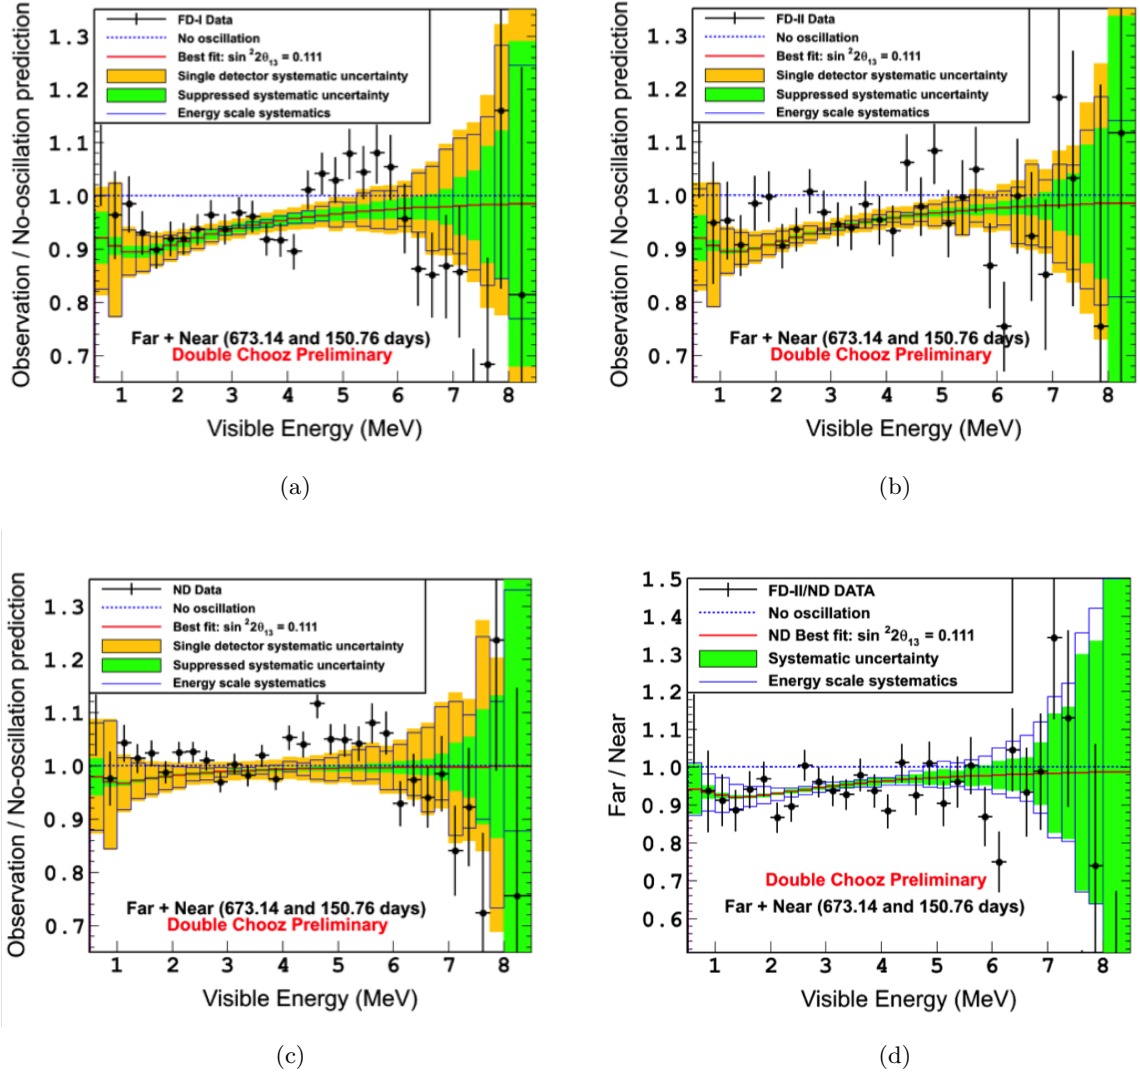 FD-I Data
No oscillation
Best fit: sin ²2θ₁₃ = 0.111
Single detector systematic uncertainty
Suppressed systematic uncertainty
Energy scale systematics
Observation / No-oscillation prediction
1.3
1.2
1.1
1.0
0.9
0.8
0.7
Far + Near (673.14 and 150.76 days)
Double Chooz Preliminary
1 2 3 4 5 6 7 8
Visible Energy (MeV)
(a)
FD-II Data
No oscillation
Best fit: sin ²2θ₁₃ = 0.111
Single detector systematic uncertainty
Suppressed systematic uncertainty
Energy scale systematics
Observation / No-oscillation prediction
1.3
1.2
1.1
1.0
0.9
0.8
0.7
Far + Near (673.14 and 150.76 days)
Double Chooz Preliminary
1 2 3 4 5 6 7 8
Visible Energy (MeV)
(b)
ND Data
No oscillation
Best fit: sin ²2θ₁₃ = 0.111
Single detector systematic uncertainty
Suppressed systematic uncertainty
Energy scale systematics
Observation / No-oscillation prediction
1.3
1.2
1.1
1.0
0.9
0.8
0.7
Far + Near (673.14 and 150.76 days)
Double Chooz Preliminary
1 2 3 4 5 6 7 8
Visible Energy (MeV)
(c)
FD-II/ND DATA
No oscillation
ND Best fit: sin ²2θ₁₃ = 0.111
Systematic uncertainty
Energy scale systematics
Far / Near
1.5
1.4
1.3
1.2
1.1
1.0
0.9
0.8
0.7
0.6
Double Chooz Preliminary
Far + Near (673.14 and 150.76 days)
1 2 3 4 5 6 7 8
Visible Energy (MeV)
(d)